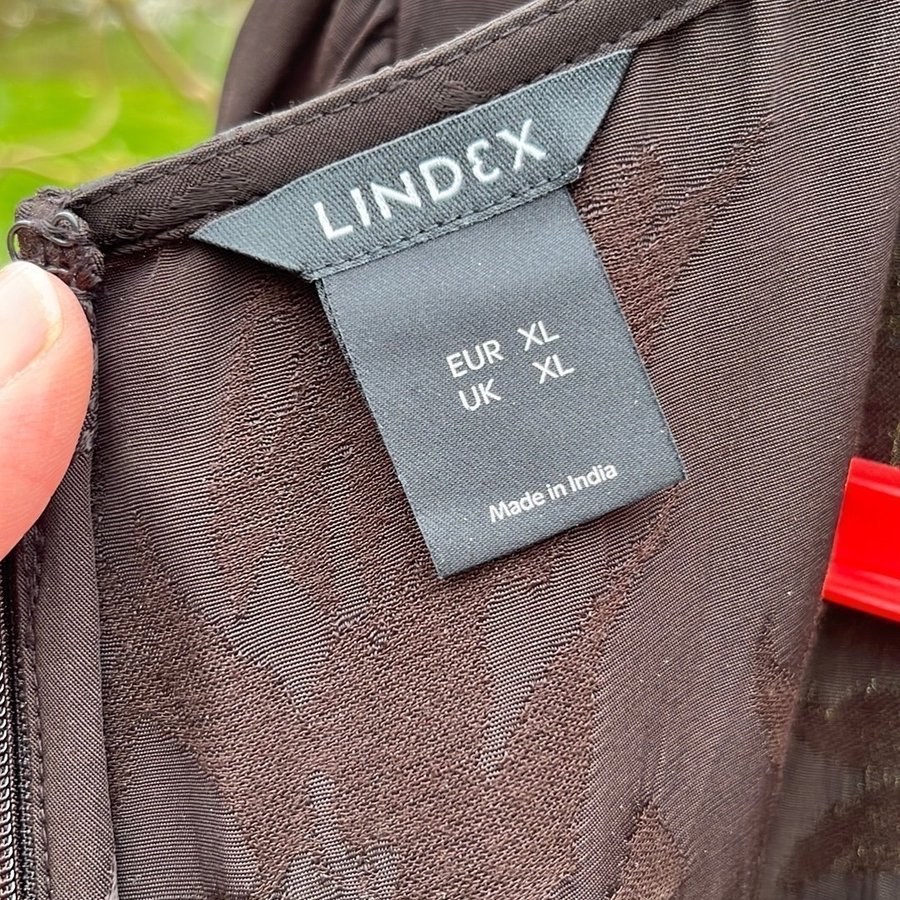 LINDEX
EUR XL
UK XL
Made in India